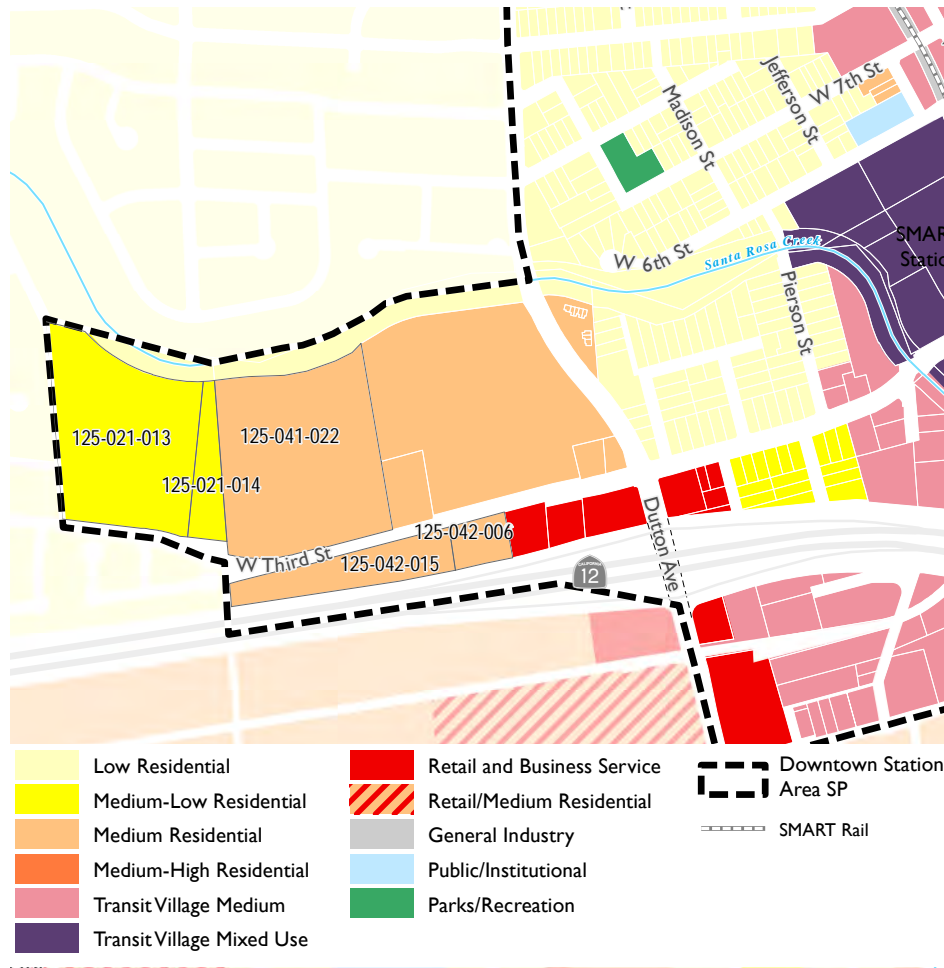 Jefferson St
W 7th St
Madison St
SMAR
Static
Santa Rosa Creek
W 6th St
Pierson St
125-021-013
125-041-022
125-021-014
125-042-006
W Third St
125-042-015
Dutton Ave
CALIFORNIA
12
Low Residential
Medium-Low Residential
Medium Residential
Medium-High Residential
Transit Village Medium
Transit Village Mixed Use
Retail and Business Service
Retail/Medium Residential
General Industry
Public/Institutional
Parks/Recreation
Downtown Station
Area SP
SMART Rail